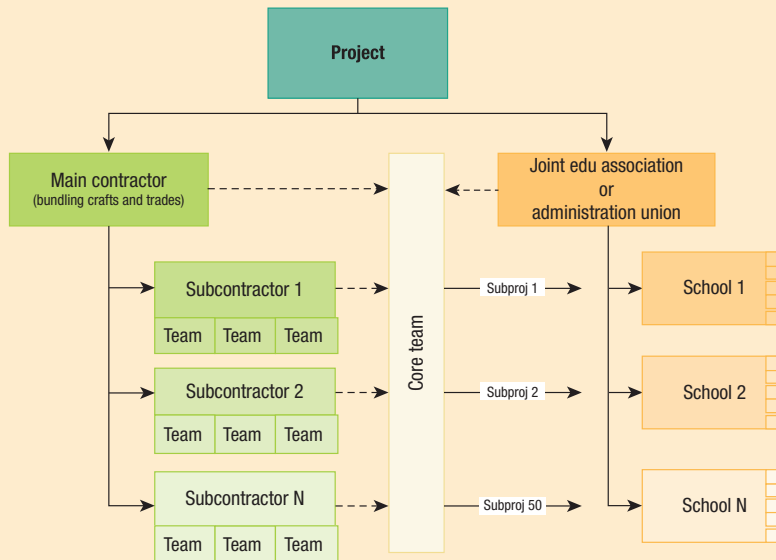 Project
Main contractor
(bundling crafts and trades)
Joint edu association
or
administration union
Core team
Subcontractor 1
Team Team Team
Subproj 1
School 1
Subcontractor 2
Team Team Team
Subproj 2
School 2
Subcontractor N
Team Team Team
Subproj 50
School N